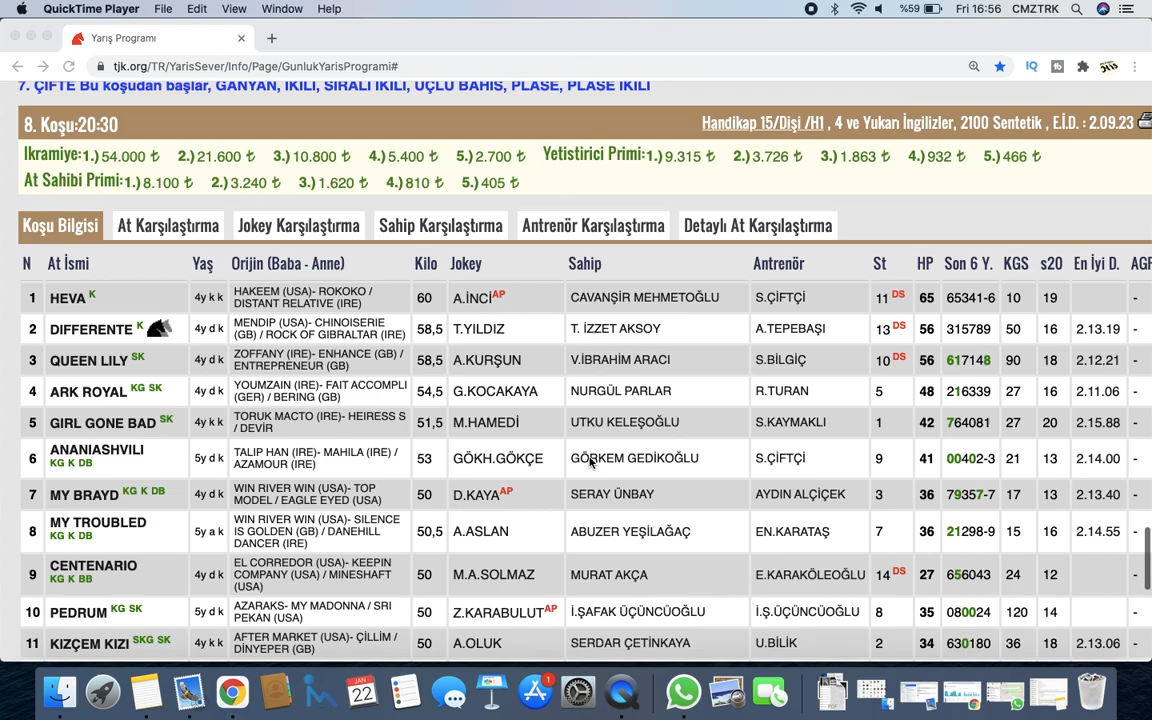 QuickTime Player File Edit View Window Help %59 Fri 16:56 CMZTRK
Yarış Programı
tjk.org/TR/YarisSever/Info/Page/GunlukYarisProgrami#
7. ÇİFTE Bu koşudan başlar, GANYAN, İKİLİ, SIRALI İKİLİ, ÜÇLÜ BAHİS, PLASE, PLASE İKİLİ
8. Koşu:20:30 Handikap 15/Dişi /H1 , 4 ve Yukarı İngilizler, 2100 Sentetik , E.İ.D. : 2.09.23
Ikramiye:1.) 54.000 ₺ 2.) 21.600 ₺ 3.) 10.800 ₺ 4.) 5.400 ₺ 5.) 2.700 ₺ Yetistirici Primi:1.) 9.315 ₺ 2.) 3.726 ₺ 3.) 1.863 ₺ 4.) 932 ₺ 5.) 466 ₺
At Sahibi Primi:1.) 8.100 ₺ 2.) 3.240 ₺ 3.) 1.620 ₺ 4.) 810 ₺ 5.) 405 ₺
Koşu Bilgisi At Karşılaştırma Jokey Karşılaştırma Sahip Karşılaştırma Antrenör Karşılaştırma Detaylı At Karşılaştırma
N At İsmi Yaş Orijin (Baba - Anne) Kilo Jokey Sahip Antrenör St HP Son 6 Y. KGS s20 En İyi D. AGF
1 HEVA K 4y k k HAKEEM (USA)- ROKOKO / DISTANT RELATIVE (IRE) 60 A.İNCİ AP CAVANŞİR MEHMETOĞLU S.ÇİFTÇİ 11 DS 65 65341-6 10 19 -
2 DIFFERENTE K 4y d k MENDIP (USA)- CHINOISERIE (GB) / ROCK OF GIBRALTAR (IRE) 58,5 T.YILDIZ T. İZZET AKSOY A.TEPEBAŞI 13 DS 56 315789 50 16 2.13.19 -
3 QUEEN LILY SK 4y d k ZOFFANY (IRE)- ENHANCE (GB) / ENTREPRENEUR (GB) 58,5 A.KURŞUN V.İBRAHİM ARACI S.BİLGİÇ 10 DS 56 617148 90 18 2.12.21 -
4 ARK ROYAL KG SK 4y d k YOUMZAIN (IRE)- FAIT ACCOMPLI (GER) / BERING (GB) 54,5 G.KOCAKAYA NURGÜL PARLAR R.TURAN 5 48 216339 27 16 2.11.06 -
5 GIRL GONE BAD SK 4y k k TORUK MACTO (IRE)- HEIRESS S / DEVİR 51,5 M.HAMEDİ UTKU KELEŞOĞLU S.KAYMAKLI 1 42 764081 27 20 2.15.88 -
6 ANANIASHVILI KG K DB 5y d k TALIP HAN (IRE)- MAHILA (IRE) / AZAMOUR (IRE) 53 GÖKH.GÖKÇE GÖRKEM GEDİKOĞLU S.ÇİFTÇİ 9 41 00402-3 21 13 2.14.00 -
7 MY BRAYD KG K DB 4y d k WIN RIVER WIN (USA)- TOP MODEL / EAGLE EYED (USA) 50 D.KAYA AP SERAY ÜNBAY AYDIN ALÇİÇEK 3 36 79357-7 17 13 2.13.40 -
8 MY TROUBLED KG K DB 5y a k WIN RIVER WIN (USA)- SILENCE IS GOLDEN (GB) / DANEHILL DANCER (IRE) 50,5 A.ASLAN ABUZER YEŞİLAĞAÇ EN.KARATAŞ 7 36 21298-9 15 16 2.14.55 -
9 CENTENARIO KG K BB 4y d k EL CORREDOR (USA)- KEEPIN COMPANY (USA) / MINESHAFT (USA) 50 M.A.SOLMAZ MURAT AKÇA E.KARAKÖLEOĞLU 14 DS 27 656043 24 12 -
10 PEDRUM KG SK 5y d k AZARAKS- MY MADONNA / SRI PEKAN (USA) 50 Z.KARABULUT AP İ.ŞAFAK ÜÇÜNCÜOĞLU İ.Ş.ÜÇÜNCÜOĞLU 8 35 080024 120 14 -
11 KIZÇEM KIZI SKG SK 4y k k AFTER MARKET (USA)- ÇİLLİM / DİNYEPER (GB) 50 A.OLUK SERDAR ÇETİNKAYA U.BİLİK 2 34 630180 36 18 2.13.06 -
JAN 22 1